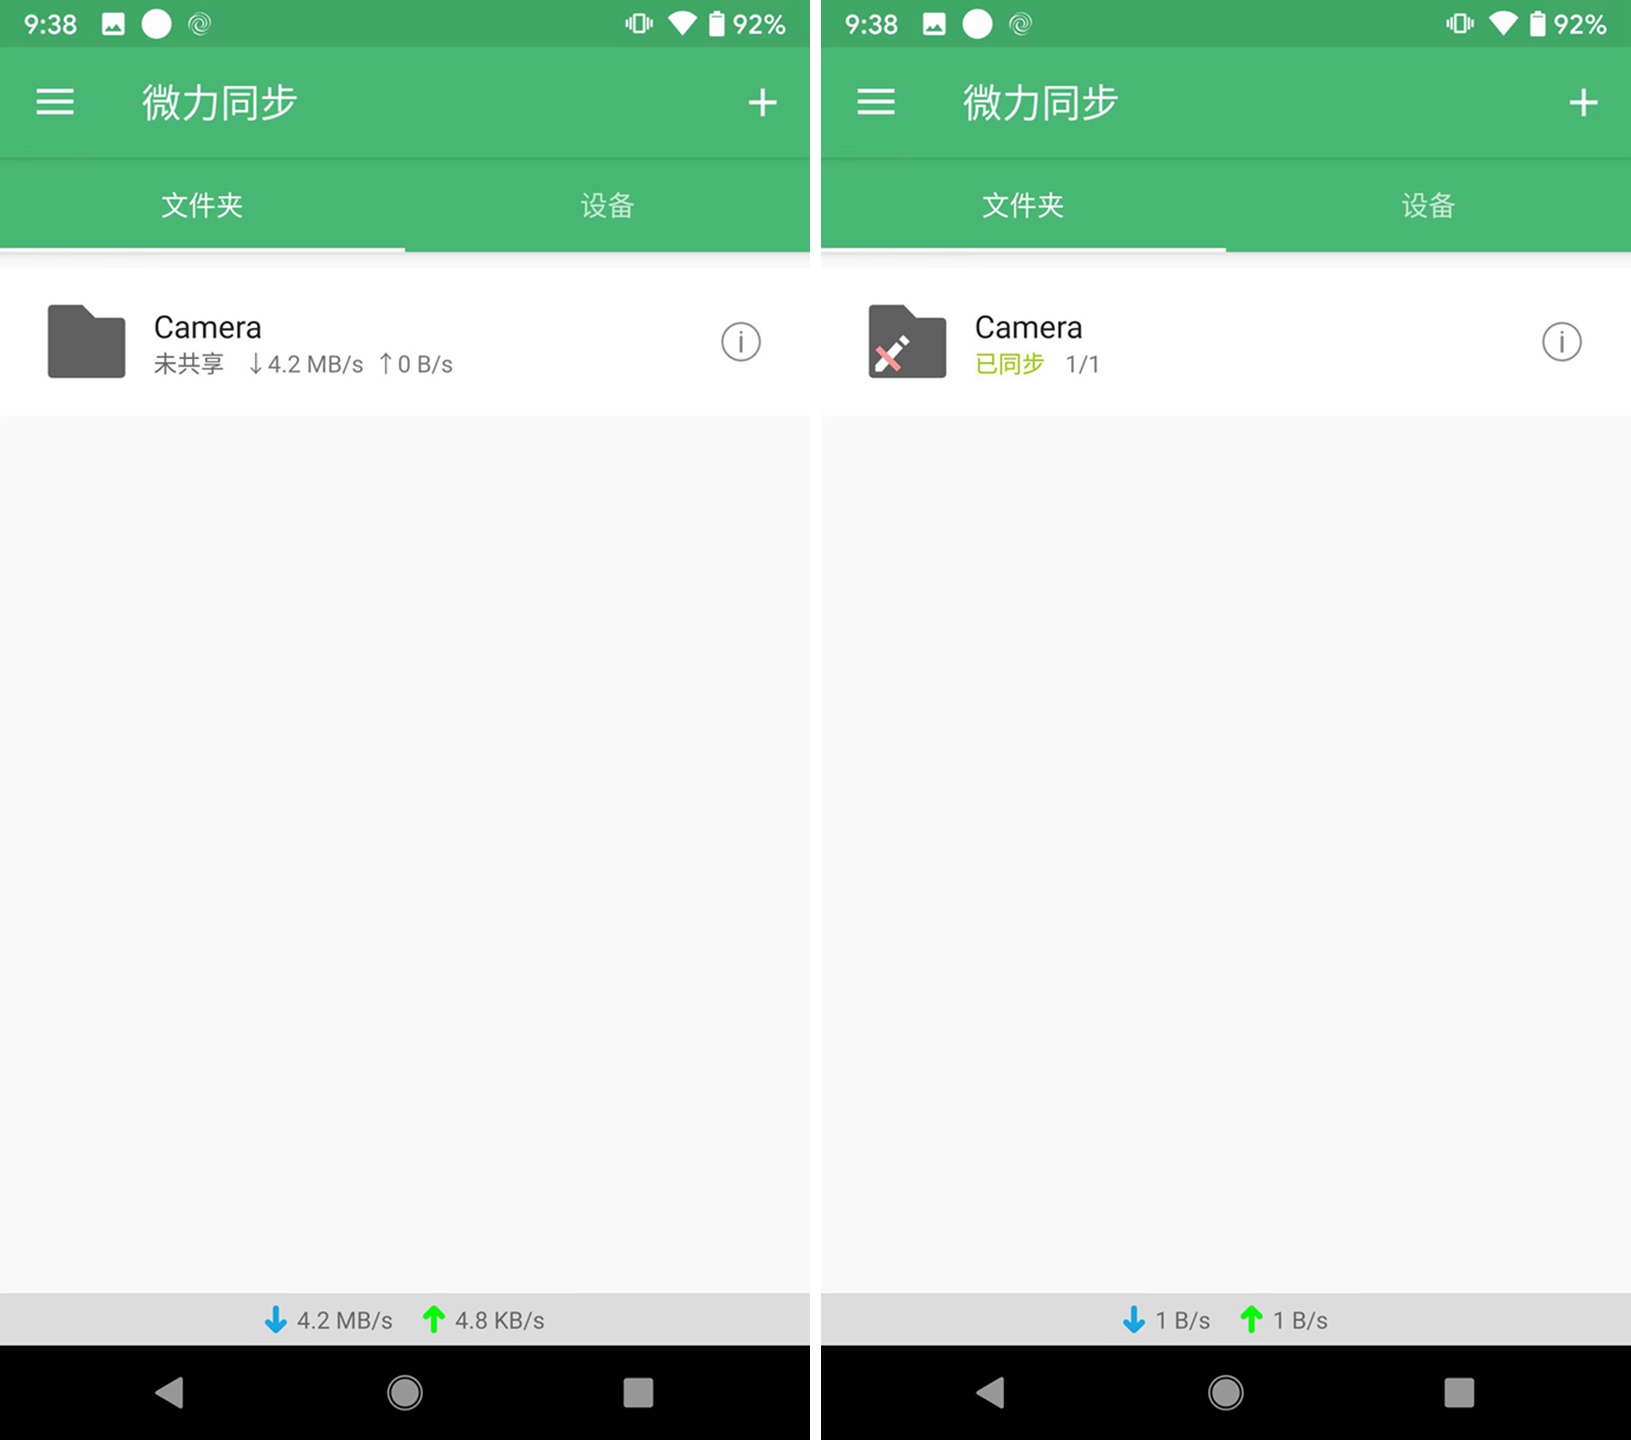 9:38 92%
微力同步
文件夹 设备
Camera
未共享 ↓4.2 MB/s ↑0 B/s
4.2 MB/s 4.8 KB/s
9:38 92%
微力同步
文件夹 设备
Camera
已同步 1/1
1 B/s 1 B/s